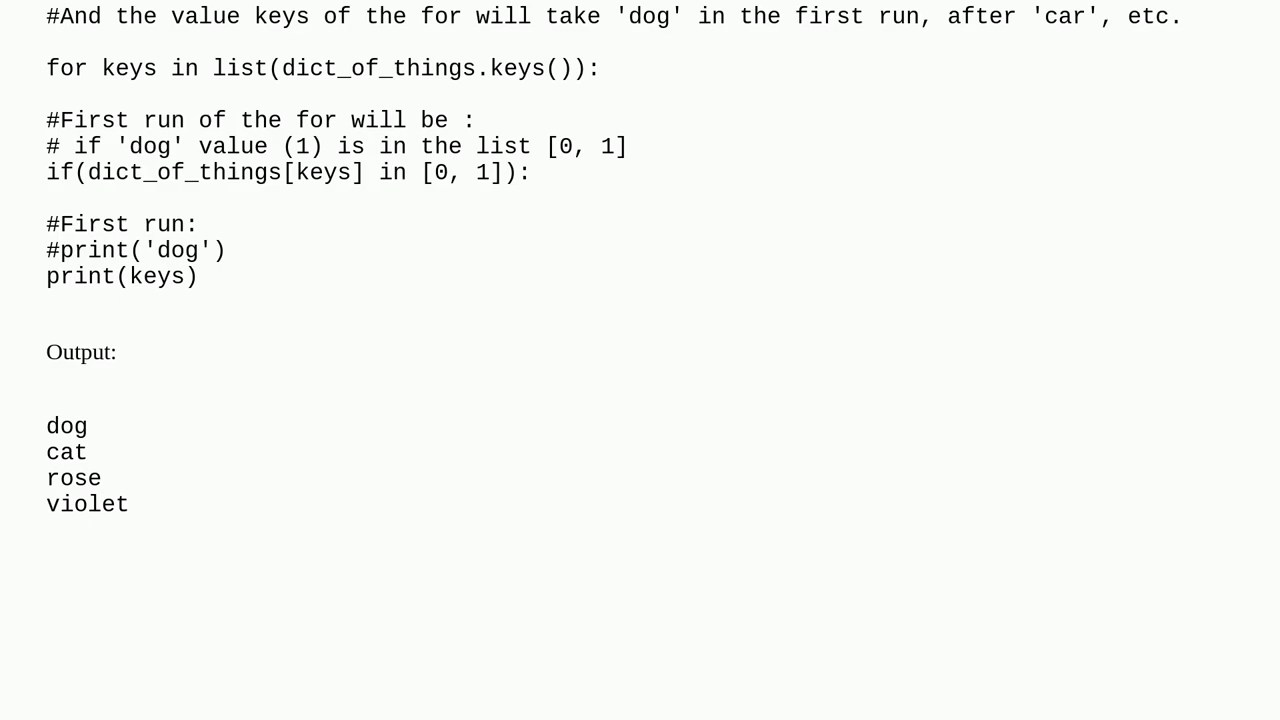 #And the value keys of the for will take 'dog' in the first run, after 'car', etc.
for keys in list(dict_of_things.keys()):
#First run of the for will be :
# if 'dog' value (1) is in the list [0, 1]
if(dict_of_things[keys] in [0, 1]):
#First run:
#print('dog')
print(keys)
Output:
dog
cat
rose
violet